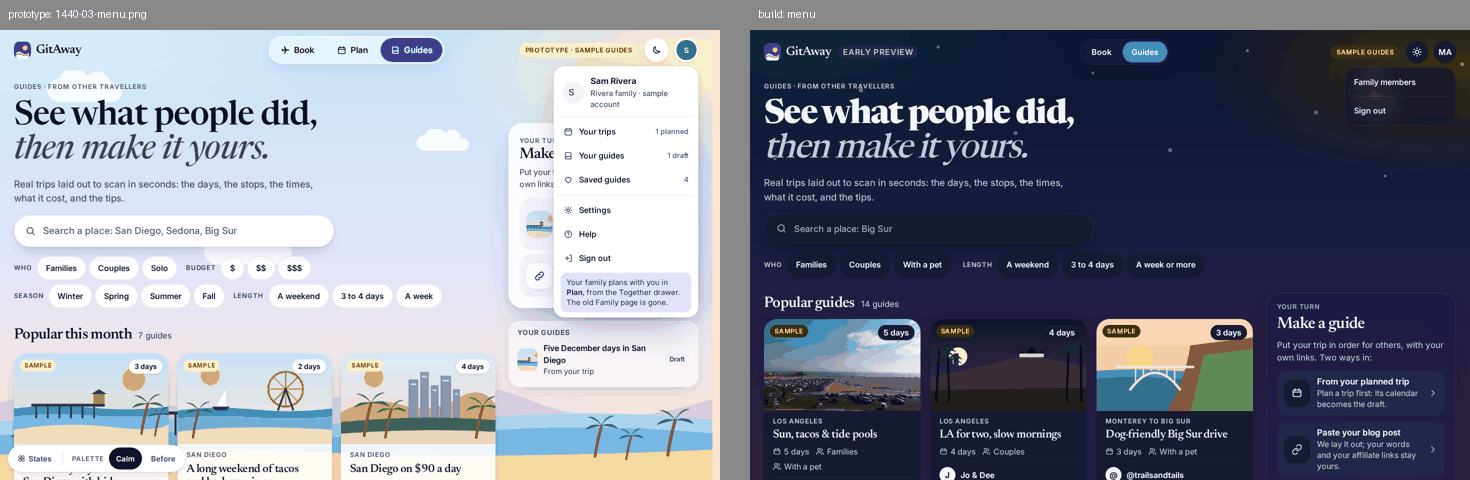 prototype: 1440-03-menu.png
GitAway
Book
Plan
Guides
PROTOTYPE · SAMPLE GUIDES
S
GUIDES · FROM OTHER TRAVELLERS
See what people did,
then make it yours.
Real trips laid out to scan in seconds: the days, the stops, the times,
what it cost, and the tips.
Search a place: San Diego, Sedona, Big Sur
WHO
Families
Couples
Solo
BUDGET
$
$$
$$$
SEASON
Winter
Spring
Summer
Fall
LENGTH
A weekend
3 to 4 days
A week
Popular this month
7 guides
SAMPLE
3 days
SAMPLE
2 days
SAMPLE
4 days
SAN DIEGO
A long weekend of tacos
SAN DIEGO
San Diego on $90 a day
States
PALETTE
Calm
Before
YOUR TU
Make
Put your t
own links
S
Sam Rivera
Rivera family · sample
account
Your trips
1 planned
Your guides
1 draft
Saved guides
4
Settings
Help
Sign out
Your family plans with you in
Plan, from the Together drawer.
The old Family page is gone.
YOUR GUIDES
Five December days in San
Diego
From your trip
Draft
build: menu
GitAway
EARLY PREVIEW
Book
Guides
SAMPLE GUIDES
MA
Family members
Sign out
GUIDES · FROM OTHER TRAVELLERS
See what people did,
then make it yours.
Real trips laid out to scan in seconds: the days, the stops, the times,
what it cost, and the tips.
Search a place: Big Sur
WHO
Families
Couples
With a pet
LENGTH
A weekend
3 to 4 days
A week or more
Popular guides
14 guides
SAMPLE
5 days
LOS ANGELES
Sun, tacos & tide pools
5 days
Families
With a pet
SAMPLE
4 days
LOS ANGELES
LA for two, slow mornings
4 days
Couples
J
Jo & Dee
SAMPLE
3 days
MONTEREY TO BIG SUR
Dog-friendly Big Sur drive
3 days
With a pet
@
@trailsandtails
YOUR TURN
Make a guide
Put your trip in order for others, with your
own links. Two ways in:
From your planned trip
Plan a trip first: its calendar
becomes the draft.
Paste your blog post
We lay it out; your words
and your affiliate links stay
yours.